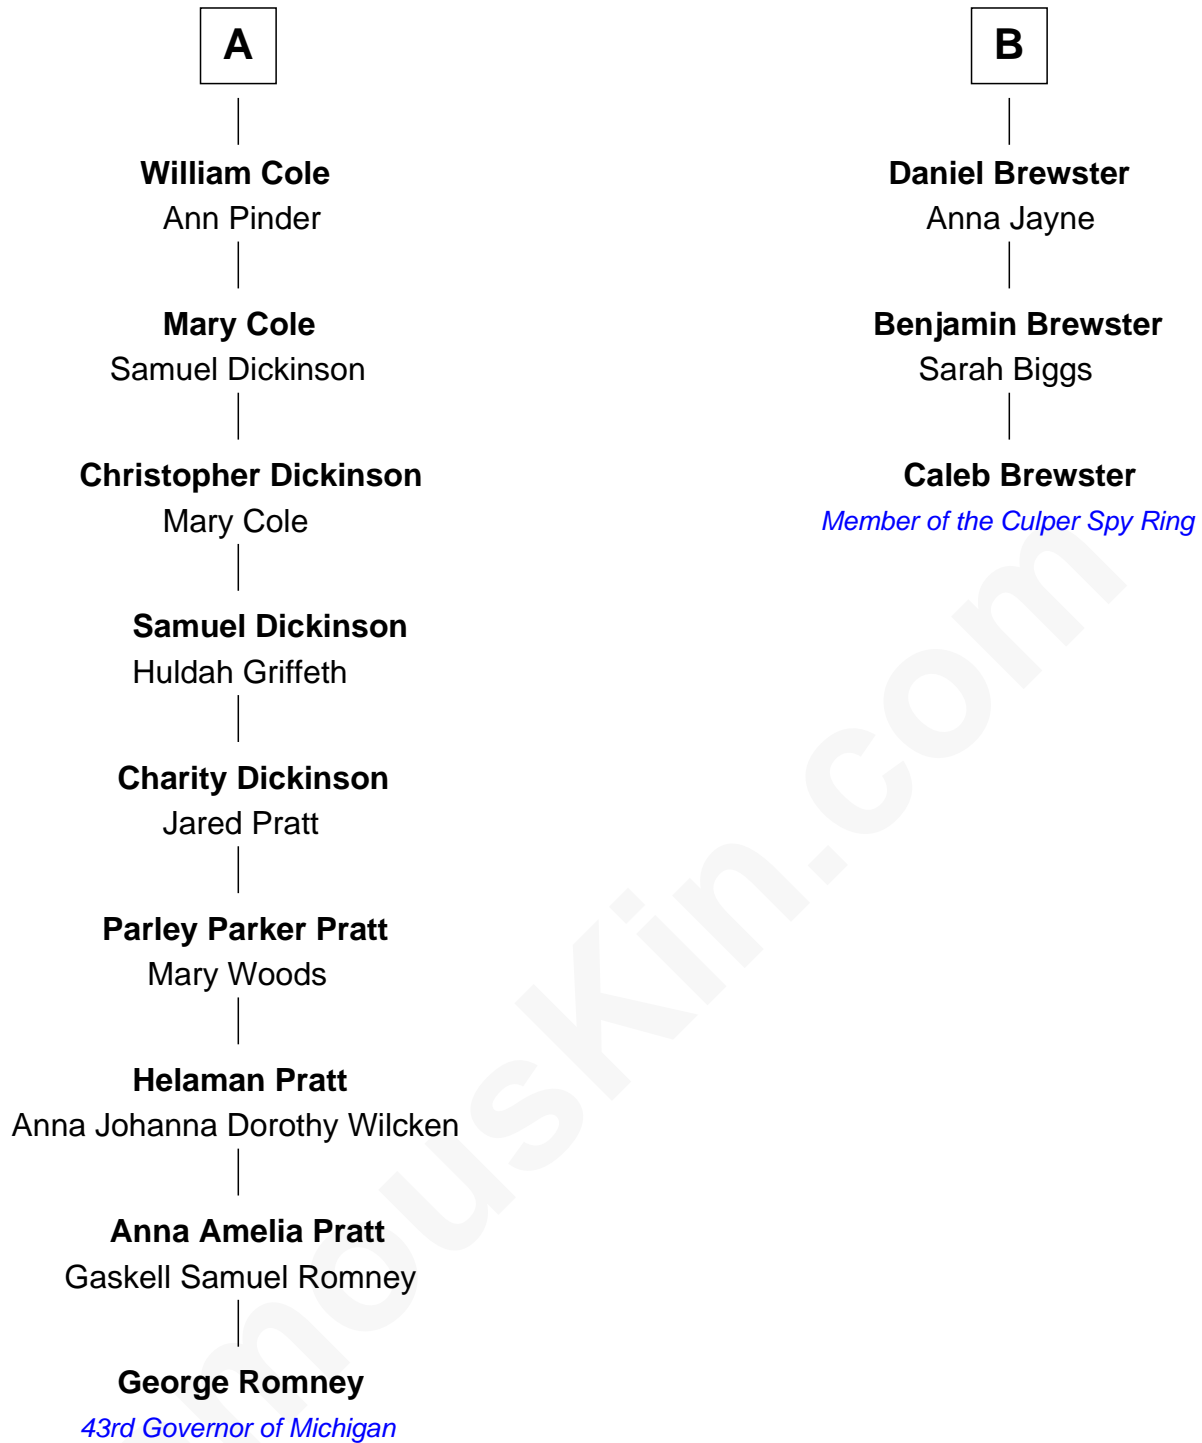 A
William Cole
Ann Pinder
Mary Cole
Samuel Dickinson
Christopher Dickinson
Mary Cole
Samuel Dickinson
Huldah Griffeth
Charity Dickinson
Jared Pratt
Parley Parker Pratt
Mary Woods
Helaman Pratt
Anna Johanna Dorothy Wilcken
Anna Amelia Pratt
Gaskell Samuel Romney
George Romney
43rd Governor of Michigan
B
Daniel Brewster
Anna Jayne
Benjamin Brewster
Sarah Biggs
Caleb Brewster
Member of the Culper Spy Ring
mouskin.com